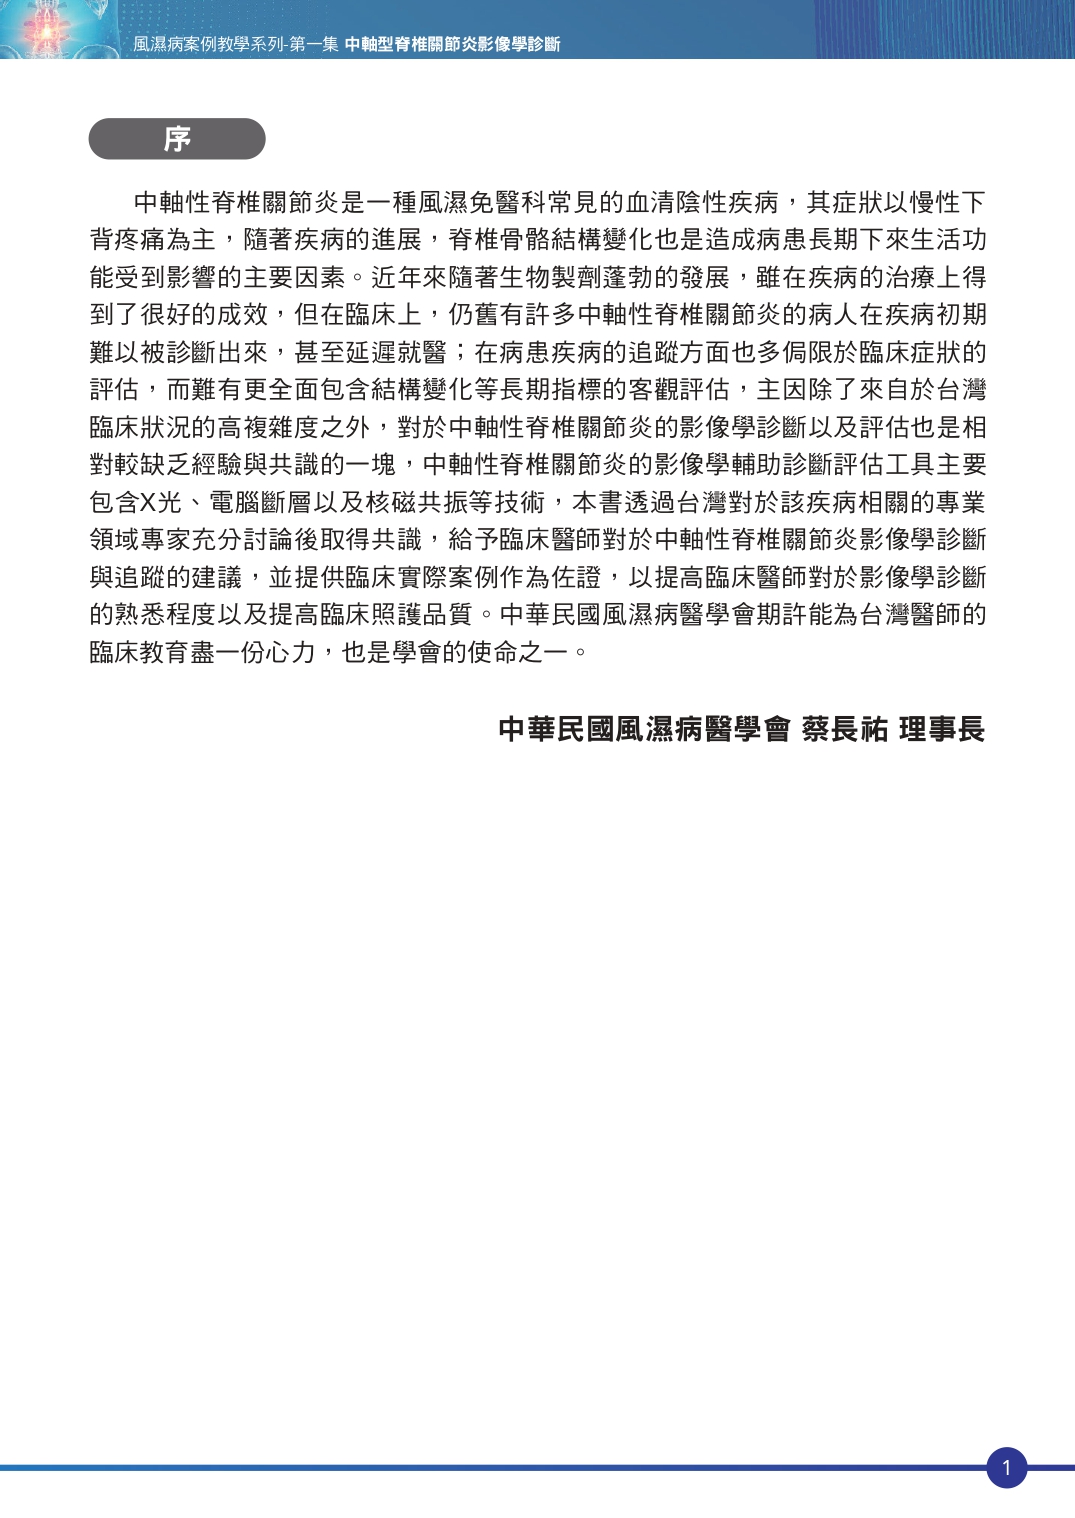 風濕病案例教學系列-第一集 中軸型脊椎關節炎影像學診斷
序
中軸性脊椎關節炎是一種風濕免醫科常見的血清陰性疾病，其症狀以慢性下
背疼痛為主，隨著疾病的進展，脊椎骨骼結構變化也是造成病患長期下來生活功
能受到影響的主要因素。近年來隨著生物製劑蓬勃的發展，雖在疾病的治療上得
到了很好的成效，但在臨床上，仍舊有許多中軸性脊椎關節炎的病人在疾病初期
難以被診斷出來，甚至延遲就醫；在病患疾病的追蹤方面也多侷限於臨床症狀的
評估，而難有更全面包含結構變化等長期指標的客觀評估，主因除了來自於台灣
臨床狀況的高複雜度之外，對於中軸性脊椎關節炎的影像學診斷以及評估也是相
對較缺乏經驗與共識的一塊，中軸性脊椎關節炎的影像學輔助診斷評估工具主要
包含X光、電腦斷層以及核磁共振等技術，本書透過台灣對於該疾病相關的專業
領域專家充分討論後取得共識，給予臨床醫師對於中軸性脊椎關節炎影像學診斷
與追蹤的建議，並提供臨床實際案例作為佐證，以提高臨床醫師對於影像學診斷
的熟悉程度以及提高臨床照護品質。中華民國風濕病醫學會期許能為台灣醫師的
臨床教育盡一份心力，也是學會的使命之一。
中華民國風濕病醫學會 蔡長祐 理事長
1